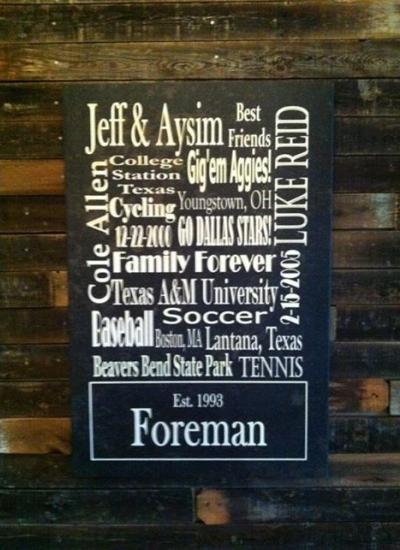 Jeff & Aysim
Best
Friends
LUKE REID
College
Station
Texas
Gig'em Aggies!
Cole Allen
Cycling
Youngstown, OH
12-22-2000
GO DALLAS STARS!
Family Forever
2-15-2005
Texas A&M University
Soccer
Baseball
Boston, MA
Lantana, Texas
Beavers Bend State Park
TENNIS
Est. 1993
Foreman